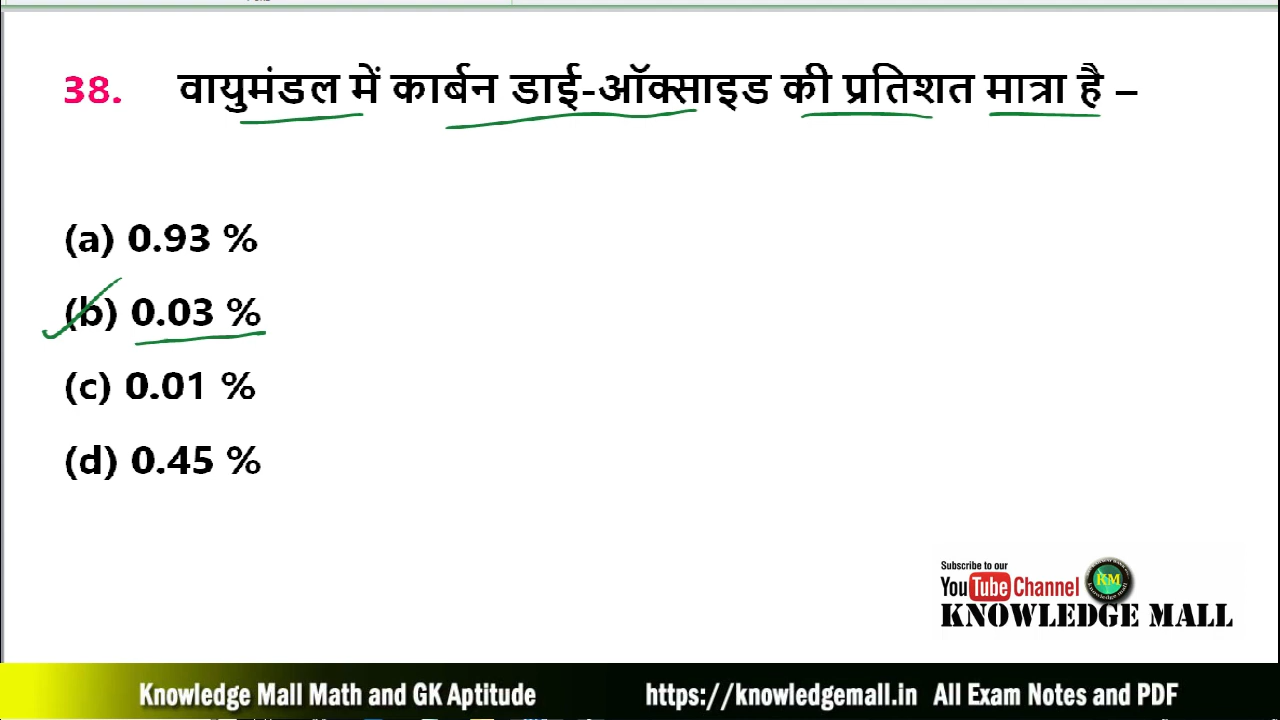 38. वायुमंडल में कार्बन डाई-ऑक्साइड की प्रतिशत मात्रा है –
(a) 0.93 %
(b) 0.03 %
(c) 0.01 %
(d) 0.45 %
Subscribe to our
YouTube Channel
KM
KNOWLEDGE MALL
Knowledge Mall Math and GK Aptitude https://knowledgemall.in All Exam Notes and PDF